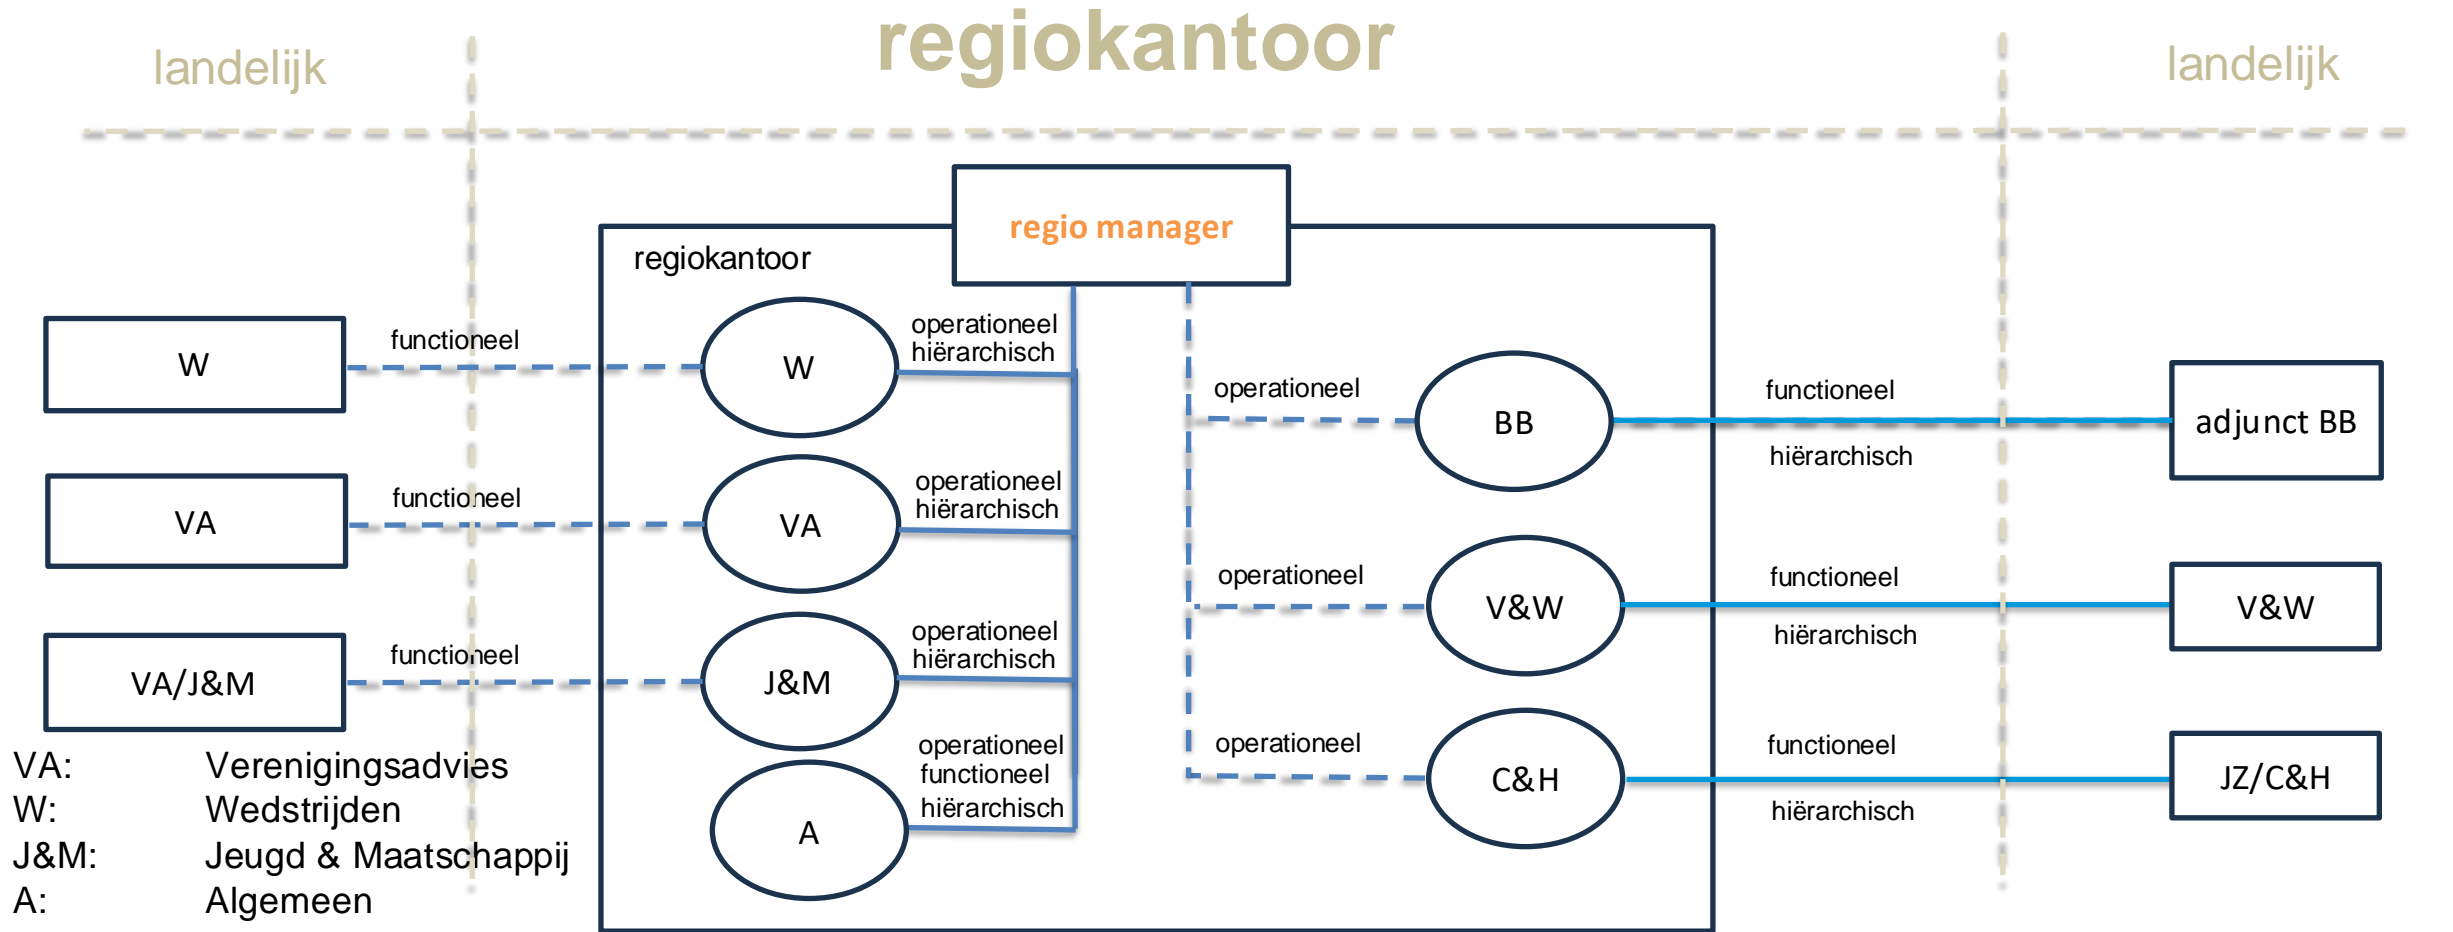 landelijk
regiokantoor
landelijk
regio manager
regiokantoor
W
functioneel
W
operationeel
hiërarchisch
VA
functioneel
VA
operationeel
hiërarchisch
VA/J&M
functioneel
J&M
operationeel
hiërarchisch
A
operationeel
functioneel
hiërarchisch
operationeel
BB
functioneel
hiërarchisch
adjunct BB
operationeel
V&W
functioneel
hiërarchisch
V&W
operationeel
C&H
functioneel
hiërarchisch
JZ/C&H
VA: Verenigingsadvies
W: Wedstrijden
J&M: Jeugd & Maatschappij
A: Algemeen